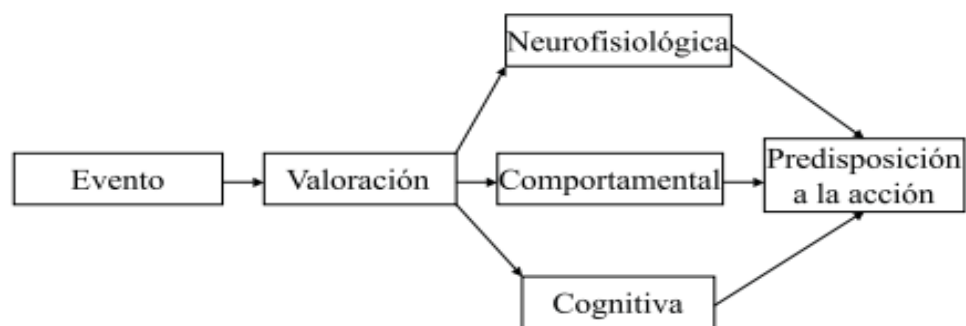 Neurofisiológica
Evento
Valoración
Comportamental
Predisposición
a la acción
Cognitiva